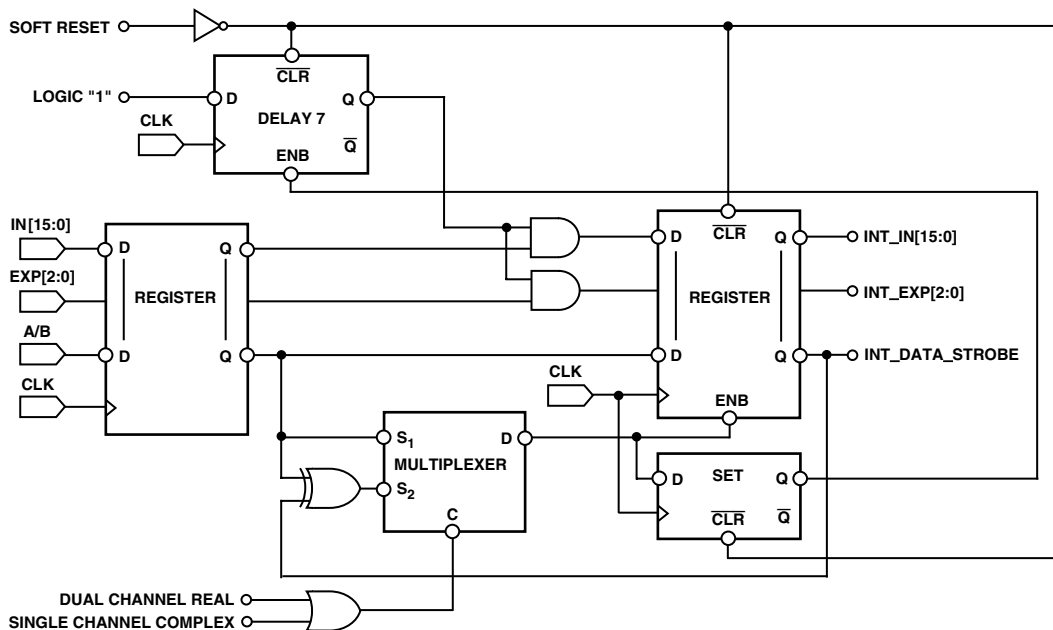 SOFT RESET
CLR
LOGIC "1"
D
Q
DELAY 7
CLK
Q
ENB
IN[15:0]
D
Q
EXP[2:0]
REGISTER
A/B
D
Q
CLK
D
CLR
Q
INT_IN[15:0]
REGISTER
INT_EXP[2:0]
D
Q
INT_DATA_STROBE
CLK
ENB
S1
D
MULTIPLEXER
S2
C
D
SET
Q
CLR
Q
DUAL CHANNEL REAL
SINGLE CHANNEL COMPLEX